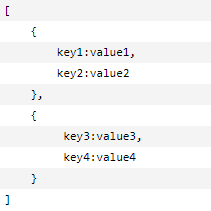 [
    {
        key1:value1,
        key2:value2
    },
    {
         key3:value3,
         key4:value4
    }
]